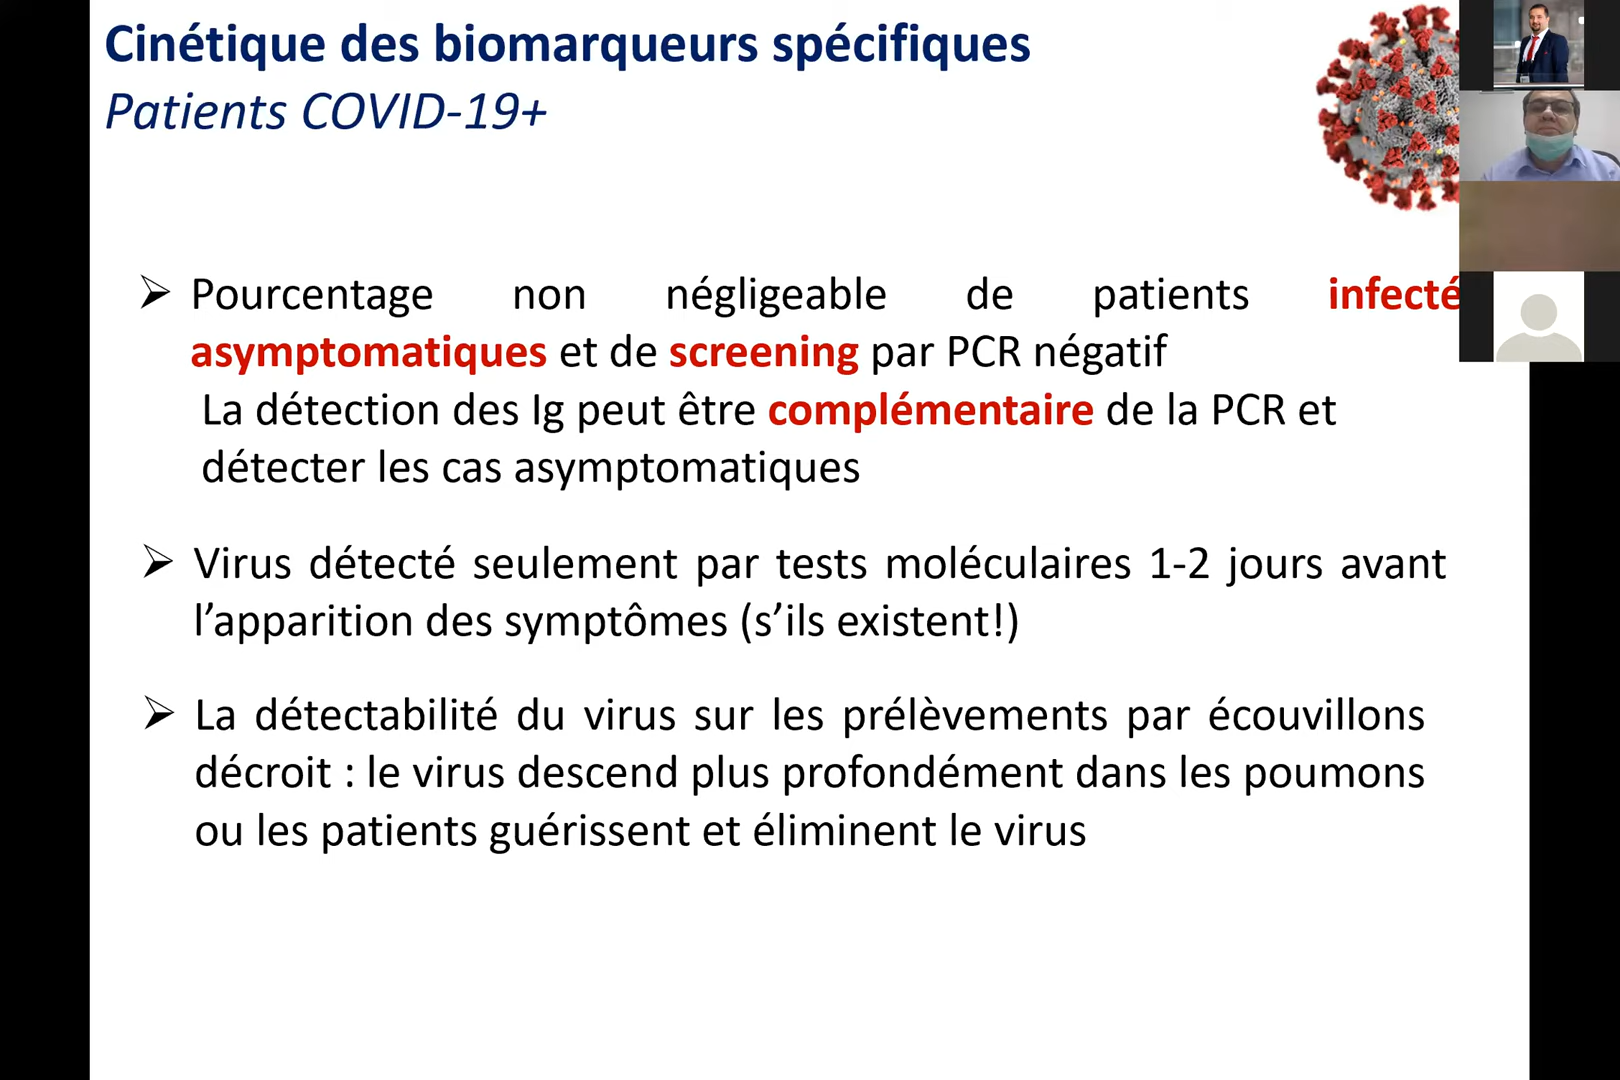 Cinétique des biomarqueurs spécifiques
Patients COVID-19+
➢ Pourcentage non négligeable de patients infecté
asymptomatiques et de screening par PCR négatif
La détection des Ig peut être complémentaire de la PCR et
détecter les cas asymptomatiques
➢ Virus détecté seulement par tests moléculaires 1-2 jours avant
l’apparition des symptômes (s’ils existent!)
➢ La détectabilité du virus sur les prélèvements par écouvillons
décroit : le virus descend plus profondément dans les poumons
ou les patients guérissent et éliminent le virus